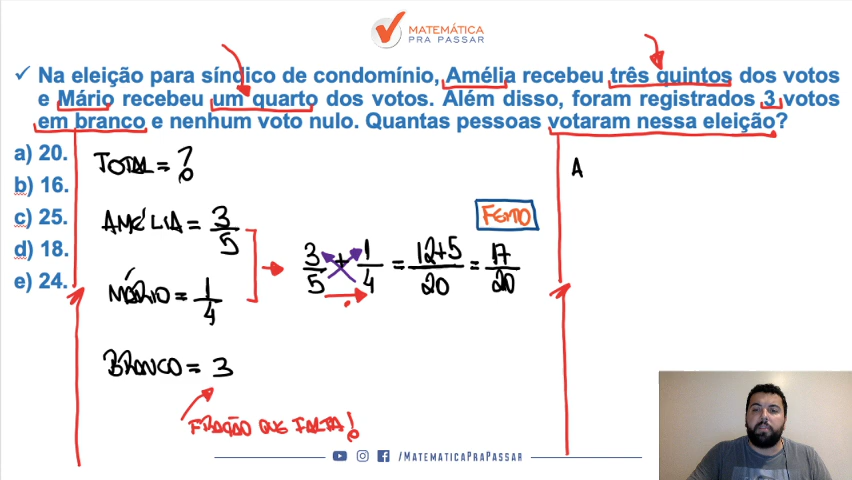 MATEMÁTICA
PRA PASSAR
✓ Na eleição para síndico de condomínio, Amélia recebeu três quintos dos votos
e Mário recebeu um quarto dos votos. Além disso, foram registrados 3 votos
em branco e nenhum voto nulo. Quantas pessoas votaram nessa eleição?
a) 20.
b) 16.
c) 25.
d) 18.
e) 24.
TOTAL = ?
AMÉLIA = 3/5
MÁRIO = 1/4
BRANCO = 3
FRAÇÃO QUE FALTA!
3/5 + 1/4 = 12+5/20 = 17/20
FEITO
A
/MATEMATICAPRAPASSAR